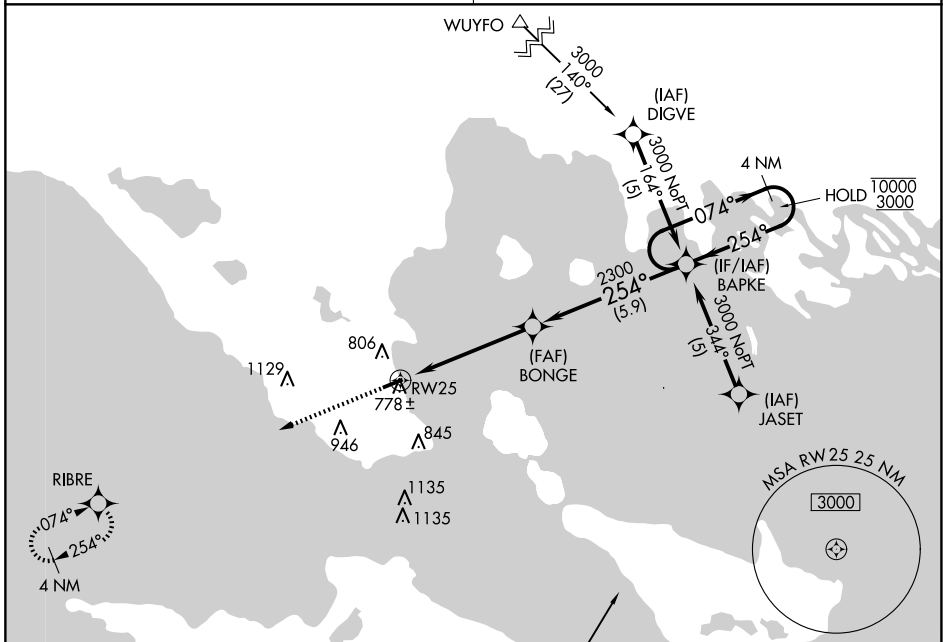 WUYFO
3000
140°
(27)
(IAF)
DIGVE
3000 NoPT
164°
(5)
4 NM
HOLD
10000
3000
074°
254°
(IF/IAF)
BAPKE
2300
254°
(5.9)
(FAF)
BONGE
3000 NoPT
344°
(5)
(IAF)
JASET
806
1129
RW25
778 ±
946
845
1135
1135
RIBRE
074°
254°
4 NM
MSA RW25 25 NM
3000